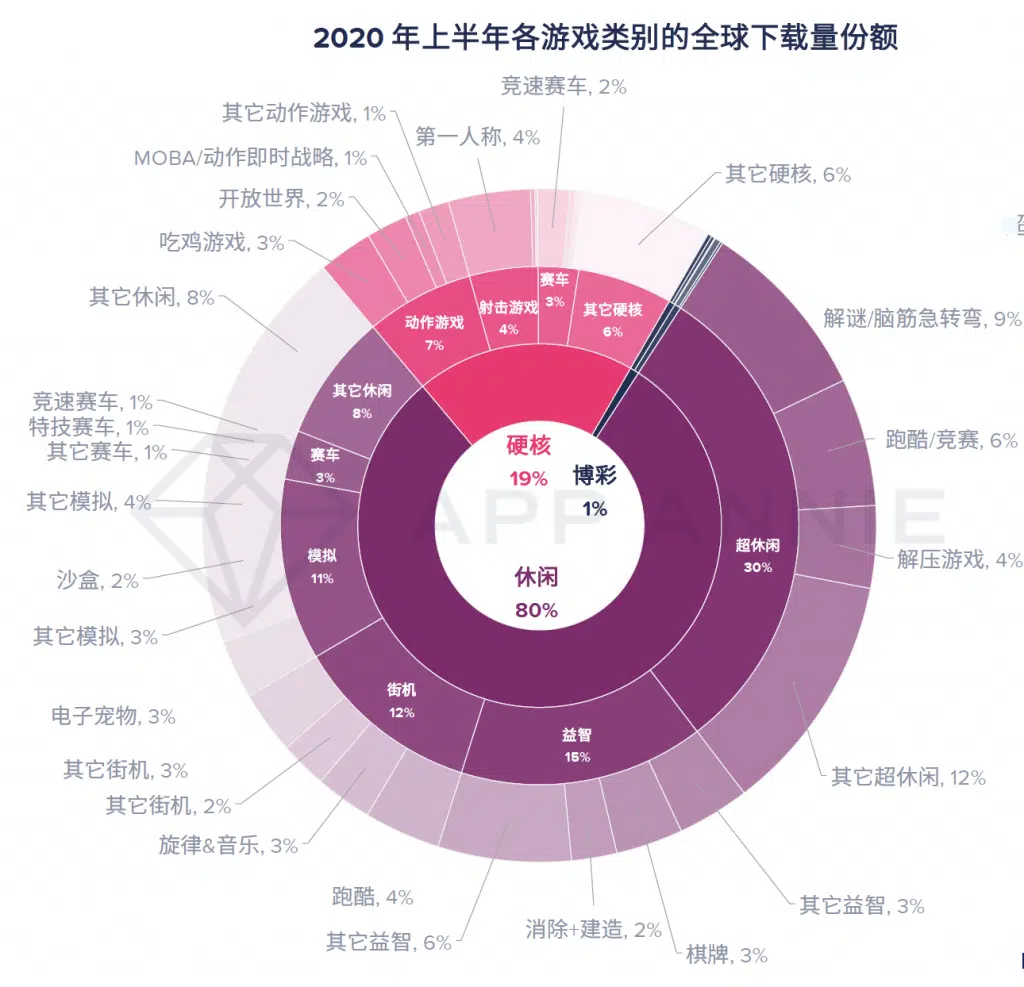 2020 年上半年各游戏类别的全球下载量份额
竞速赛车, 2%
其它动作游戏, 1%
第一人称, 4%
MOBA/动作即时战略, 1%
其它硬核, 6%
开放世界, 2%
吃鸡游戏, 3%
其它休闲, 8%
解谜/脑筋急转弯, 9%
竞速赛车, 1%
特技赛车, 1%
其它赛车, 1%
跑酷/竞赛, 6%
其它模拟, 4%
解压游戏, 4%
沙盒, 2%
其它模拟, 3%
电子宠物, 3%
其它街机, 3%
其它超休闲, 12%
其它街机, 2%
旋律&音乐, 3%
跑酷, 4%
其它益智, 3%
消除+建造, 2%
其它益智, 6%
棋牌, 3%
赛车
3%
射击游戏
4%
其它硬核
6%
动作游戏
7%
其它休闲
8%
赛车
3%
模拟
11%
街机
12%
益智
15%
超休闲
30%
硬核
19%
博彩
1%
休闲
80%
APP ANNIE